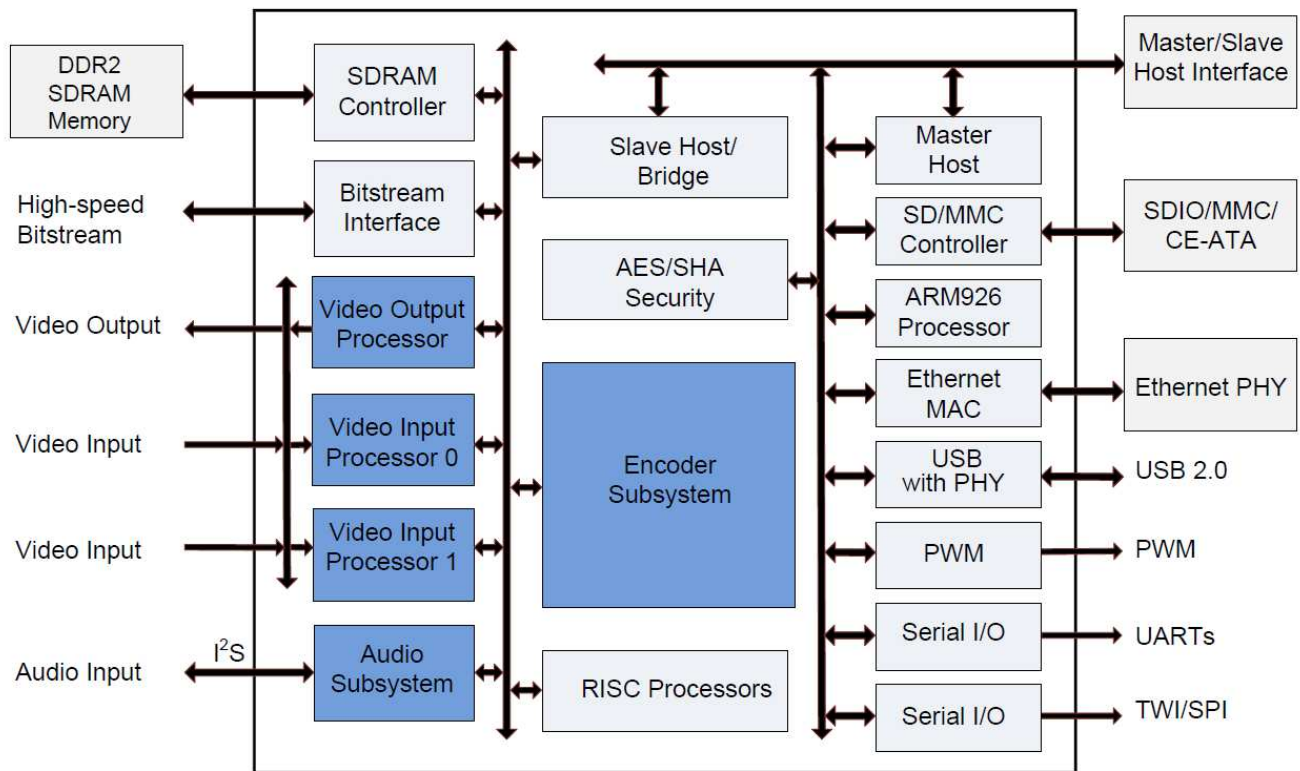 DDR2
SDRAM
Memory
High-speed
Bitstream
Video Output
Video Input
Video Input
Audio Input
I²S
SDRAM
Controller
Bitstream
Interface
Video Output
Processor
Video Input
Processor 0
Video Input
Processor 1
Audio
Subsystem
Slave Host/
Bridge
AES/SHA
Security
Encoder
Subsystem
RISC Processors
Master
Host
SD/MMC
Controller
ARM926
Processor
Ethernet
MAC
USB
with PHY
PWM
Serial I/O
Serial I/O
Master/Slave
Host Interface
SDIO/MMC/
CE-ATA
Ethernet PHY
USB 2.0
PWM
UARTs
TWI/SPI